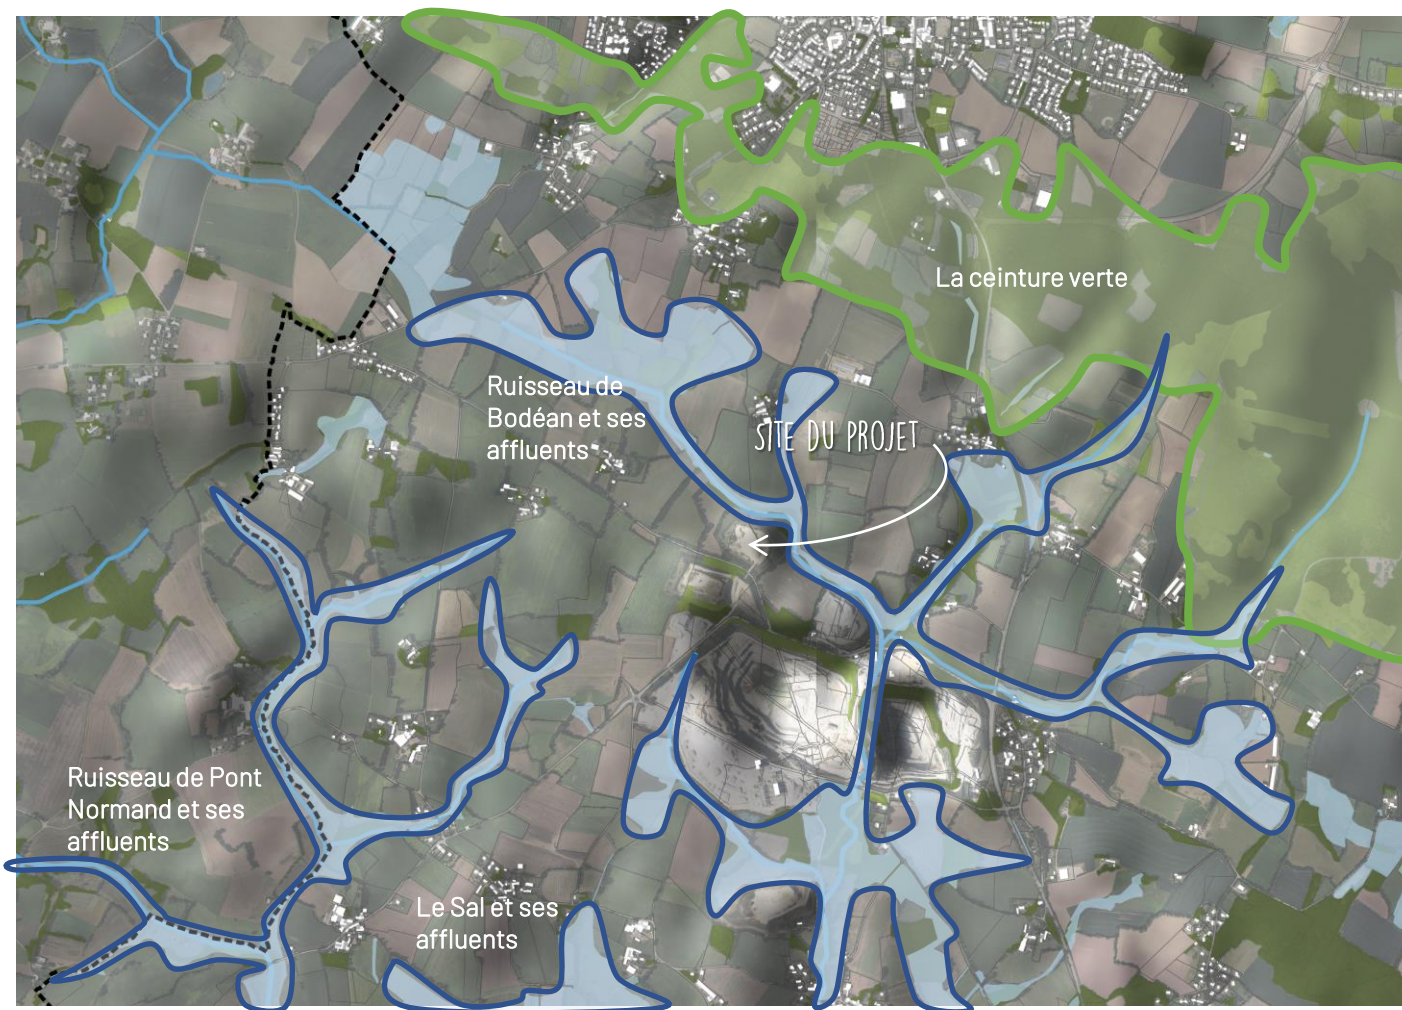 La ceinture verte
Ruisseau de
Bodéan et ses
affluents
SITE DU PROJET
Ruisseau de Pont
Normand et ses
affluents
Le Sal et ses
affluents